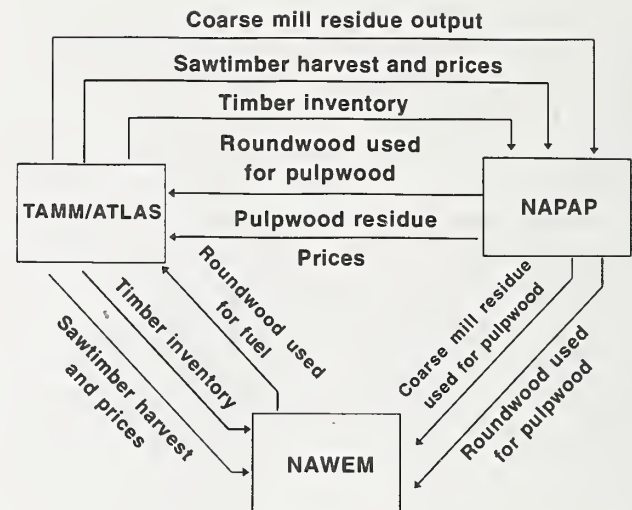 Coarse mill residue output
Sawtimber harvest and prices
Timber inventory
Roundwood used
for pulpwood
TAMM/ATLAS
NAPAP
Pulpwood residue
Prices
Roundwood used
for fuel
Timber inventory
Sawtimber harvest
and prices
Coarse mill residue
used for pulpwood
Roundwood used
for pulpwood
NAWEM